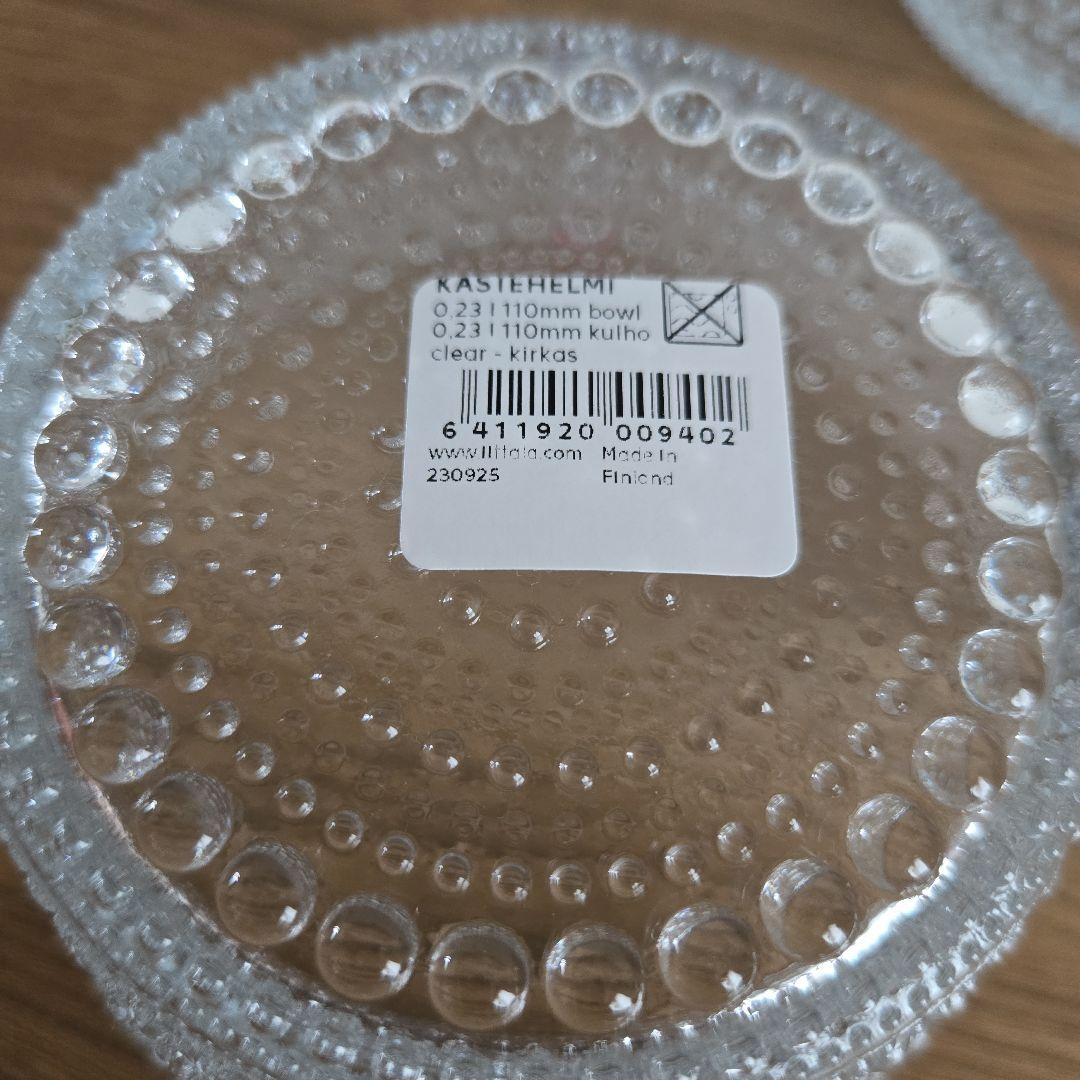 KASTEHELMI
0,23 l 110mm bowl
0,23 l 110mm kulho
clear - kirkas
6 411920 009402
www.iittala.com Made in
230925 Finland